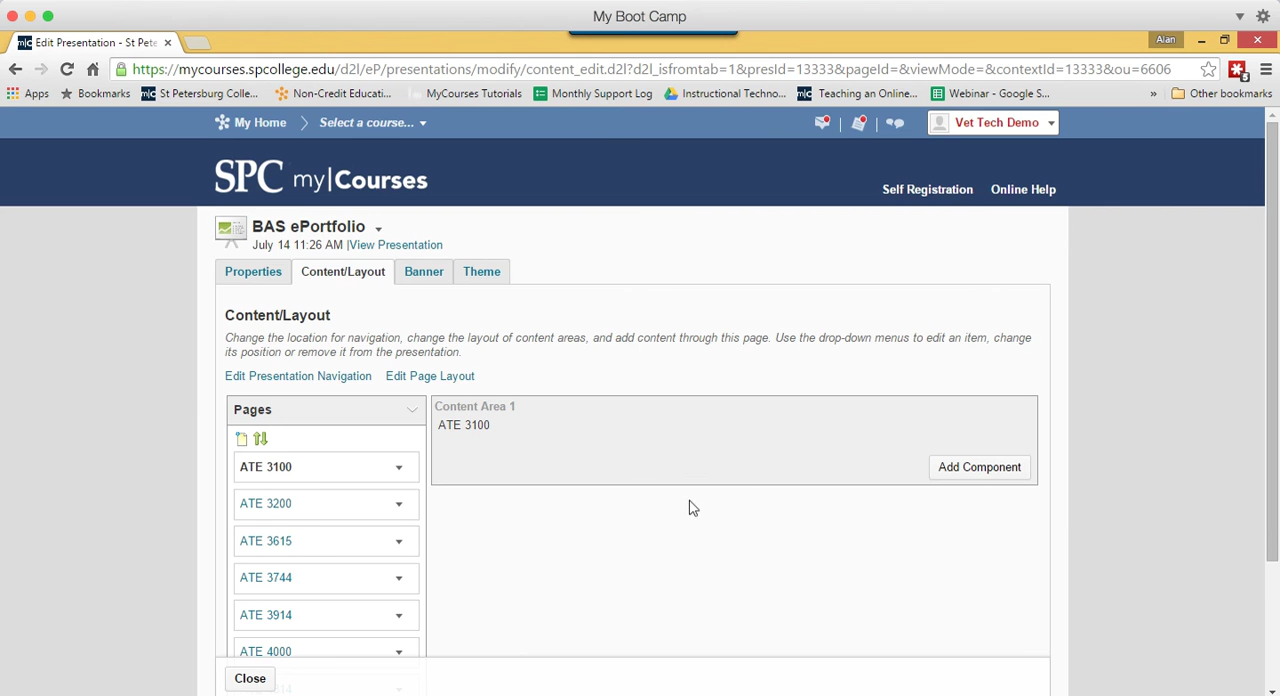 My Boot Camp
Edit Presentation - St Pete
Alan
https://mycourses.spcollege.edu/d2l/eP/presentations/modify/content_edit.d2l?d2l_isfromtab=1&presId=13333&pageId=&viewMode=&contextId=13333&ou=6606
Apps Bookmarks St Petersburg Colle... Non-Credit Educati... MyCourses Tutorials Monthly Support Log Instructional Techno... Teaching an Online... Webinar - Google S... » Other bookmarks
My Home Select a course... Vet Tech Demo
SPC my|Courses
Self Registration Online Help
BAS ePortfolio
July 14 11:26 AM |View Presentation
Properties Content/Layout Banner Theme
Content/Layout
Change the location for navigation, change the layout of content areas, and add content through this page. Use the drop-down menus to edit an item, change
its position or remove it from the presentation.
Edit Presentation Navigation Edit Page Layout
Pages
Content Area 1
ATE 3100
Add Component
ATE 3100
ATE 3200
ATE 3615
ATE 3744
ATE 3914
ATE 4000
Close